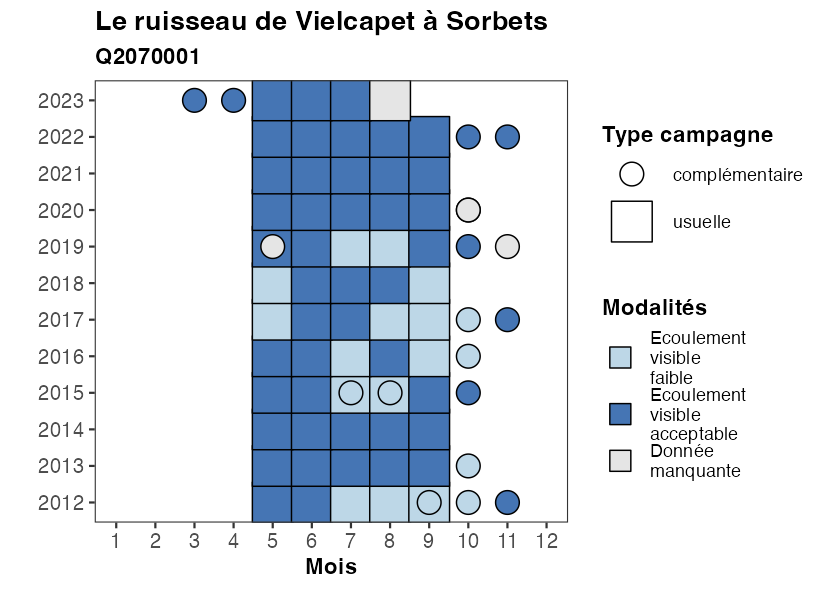 Le ruisseau de Vielcapet à Sorbets
Q2070001
2023
2022
2021
2020
2019
2018
2017
2016
2015
2014
2013
2012
1 2 3 4 5 6 7 8 9 10 11 12
Mois
Type campagne
complémentaire
usuelle
Modalités
Ecoulement
visible
faible
Ecoulement
visible
acceptable
Donnée
manquante